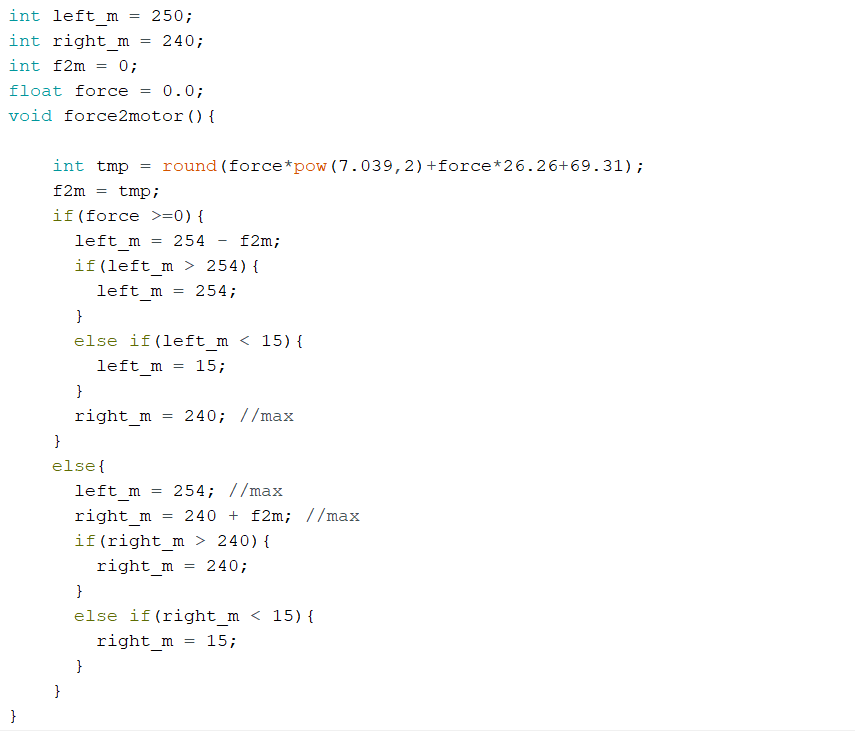 int left_m = 250;
int right_m = 240;
int f2m = 0;
float force = 0.0;
void force2motor(){
int tmp = round(force*pow(7.039,2)+force*26.26+69.31);
f2m = tmp;
if(force >=0){
left_m = 254 - f2m;
if(left_m > 254){
left_m = 254;
}
else if(left_m < 15){
left_m = 15;
}
right_m = 240; //max
}
else{
left_m = 254; //max
right_m = 240 + f2m; //max
if(right_m > 240){
right_m = 240;
}
else if(right_m < 15){
right_m = 15;
}
}
}